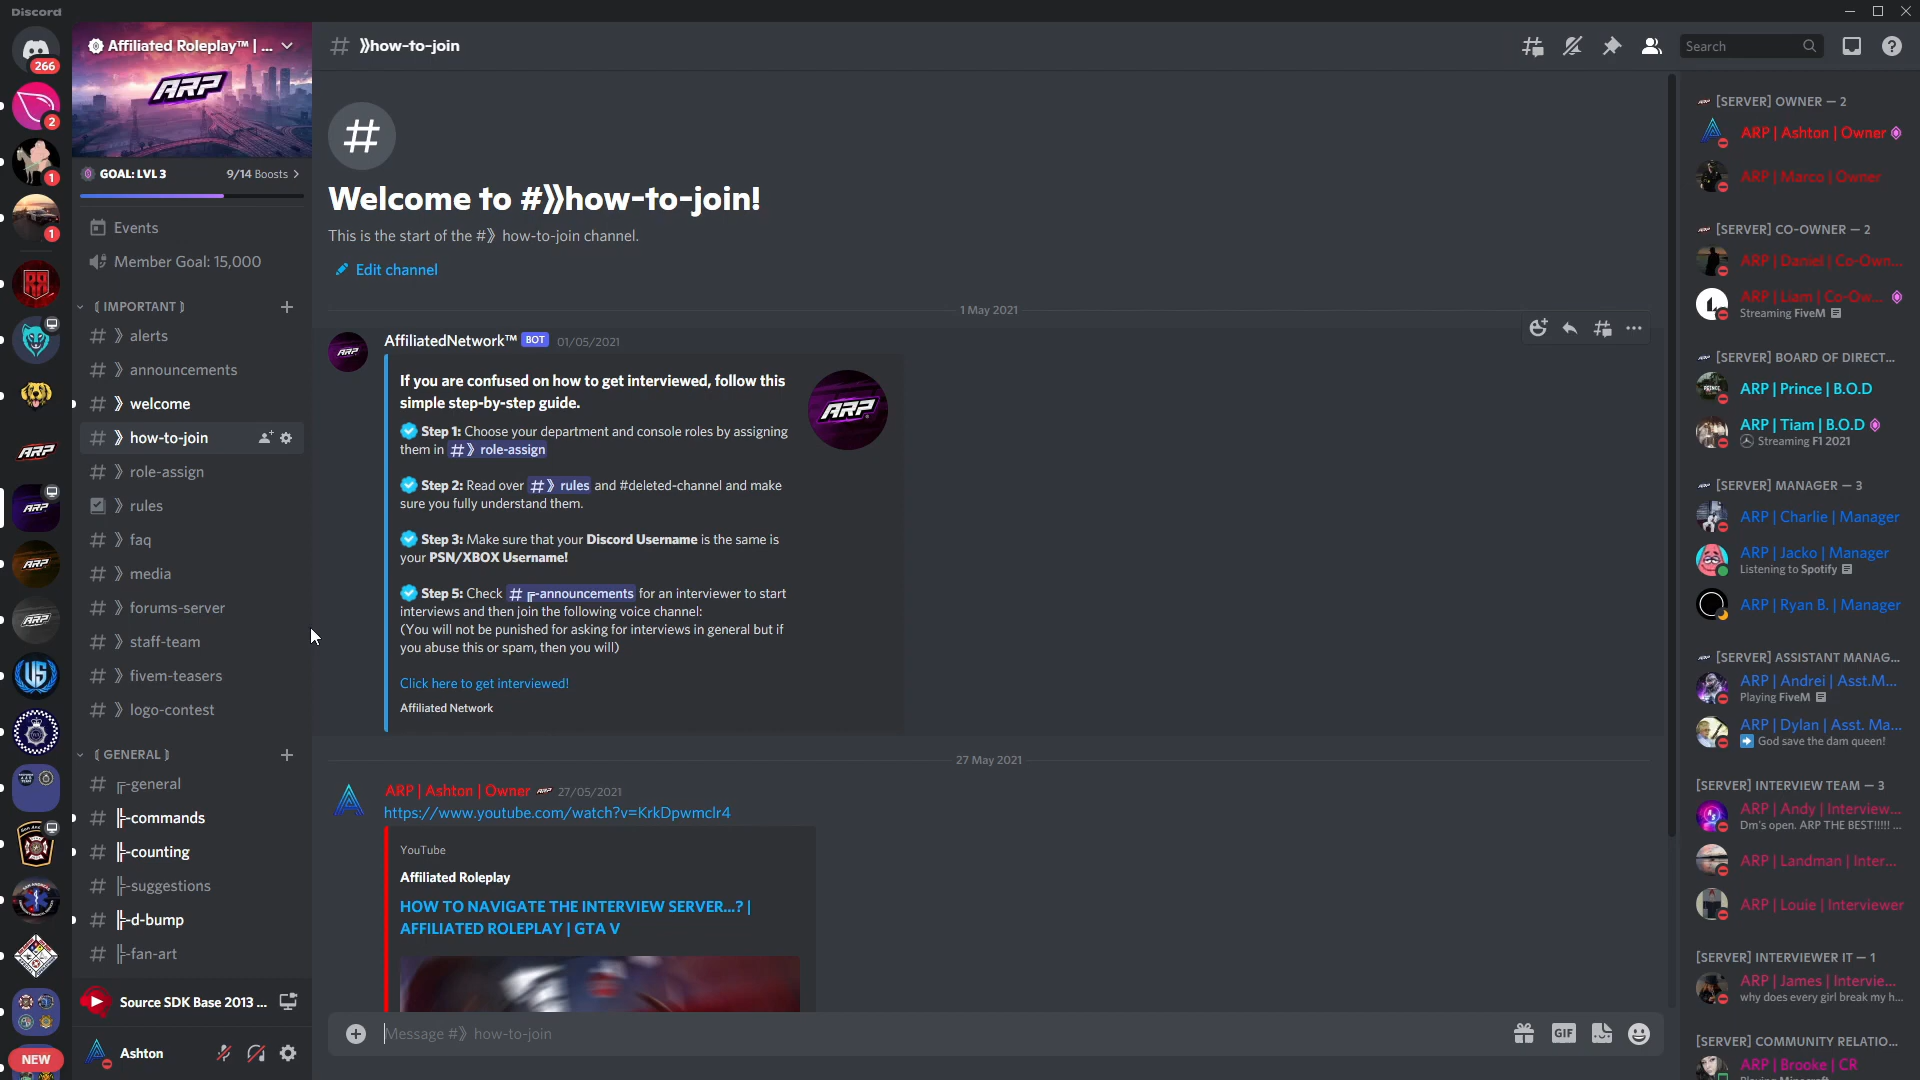 Discord
266
2
1
1
NEW
Affiliated Roleplay™ | ...
ARP
GOAL: LVL 3
9/14 Boosts
Events
Member Goal: 15,000
⟬ IMPORTANT ⟭
》 alerts
》 announcements
》 welcome
》 how-to-join
》 role-assign
》 rules
》 faq
》 media
》 forums-server
》 staff-team
》 fivem-teasers
》 logo-contest
⟬ GENERAL ⟭
╔-general
╠-commands
╠-counting
╠-suggestions
╠-d-bump
╠-fan-art
Source SDK Base 2013 ...
Ashton
# 》how-to-join
Search
Welcome to #》how-to-join!
This is the start of the #》 how-to-join channel.
Edit channel
1 May 2021
AffiliatedNetwork™ BOT 01/05/2021
If you are confused on how to get interviewed, follow this
simple step-by-step guide.
Step 1: Choose your department and console roles by assigning
them in #》 role-assign
Step 2: Read over #》 rules and #deleted-channel and make
sure you fully understand them.
Step 3: Make sure that your Discord Username is the same is
your PSN/XBOX Username!
Step 5: Check # ╔-announcements for an interviewer to start
interviews and then join the following voice channel:
(You will not be punished for asking for interviews in general but if
you abuse this or spam, then you will)
Click here to get interviewed!
Affiliated Network
ARP
27 May 2021
ARP | Ashton | Owner 27/05/2021
https://www.youtube.com/watch?v=KrkDpwmclr4
YouTube
Affiliated Roleplay
HOW TO NAVIGATE THE INTERVIEW SERVER...? |
AFFILIATED ROLEPLAY | GTA V
Message #》 how-to-join
GIF
[SERVER] OWNER — 2
ARP | Ashton | Owner
ARP | Marco | Owner
[SERVER] CO-OWNER — 2
ARP | Daniel | Co-Own...
ARP | Liam | Co-Ow...
Streaming FiveM
[SERVER] BOARD OF DIRECT...
ARP | Prince | B.O.D
ARP | Tiam | B.O.D
Streaming F1 2021
[SERVER] MANAGER — 3
ARP | Charlie | Manager
ARP | Jacko | Manager
Listening to Spotify
ARP | Ryan B. | Manager
[SERVER] ASSISTANT MANAG...
ARP | Andrei | Asst.M...
Playing FiveM
ARP | Dylan | Asst. Ma...
God save the dam queen!
[SERVER] INTERVIEW TEAM — 3
ARP | Andy | Interview...
Dm's open. ARP THE BEST!!!!! ...
ARP | Landman | Inter...
ARP | Louie | Interviewer
[SERVER] INTERVIEWER IT — 1
ARP | James | Intervie...
why does every girl break my h...
[SERVER] COMMUNITY RELATIO...
ARP | Brooke | CR